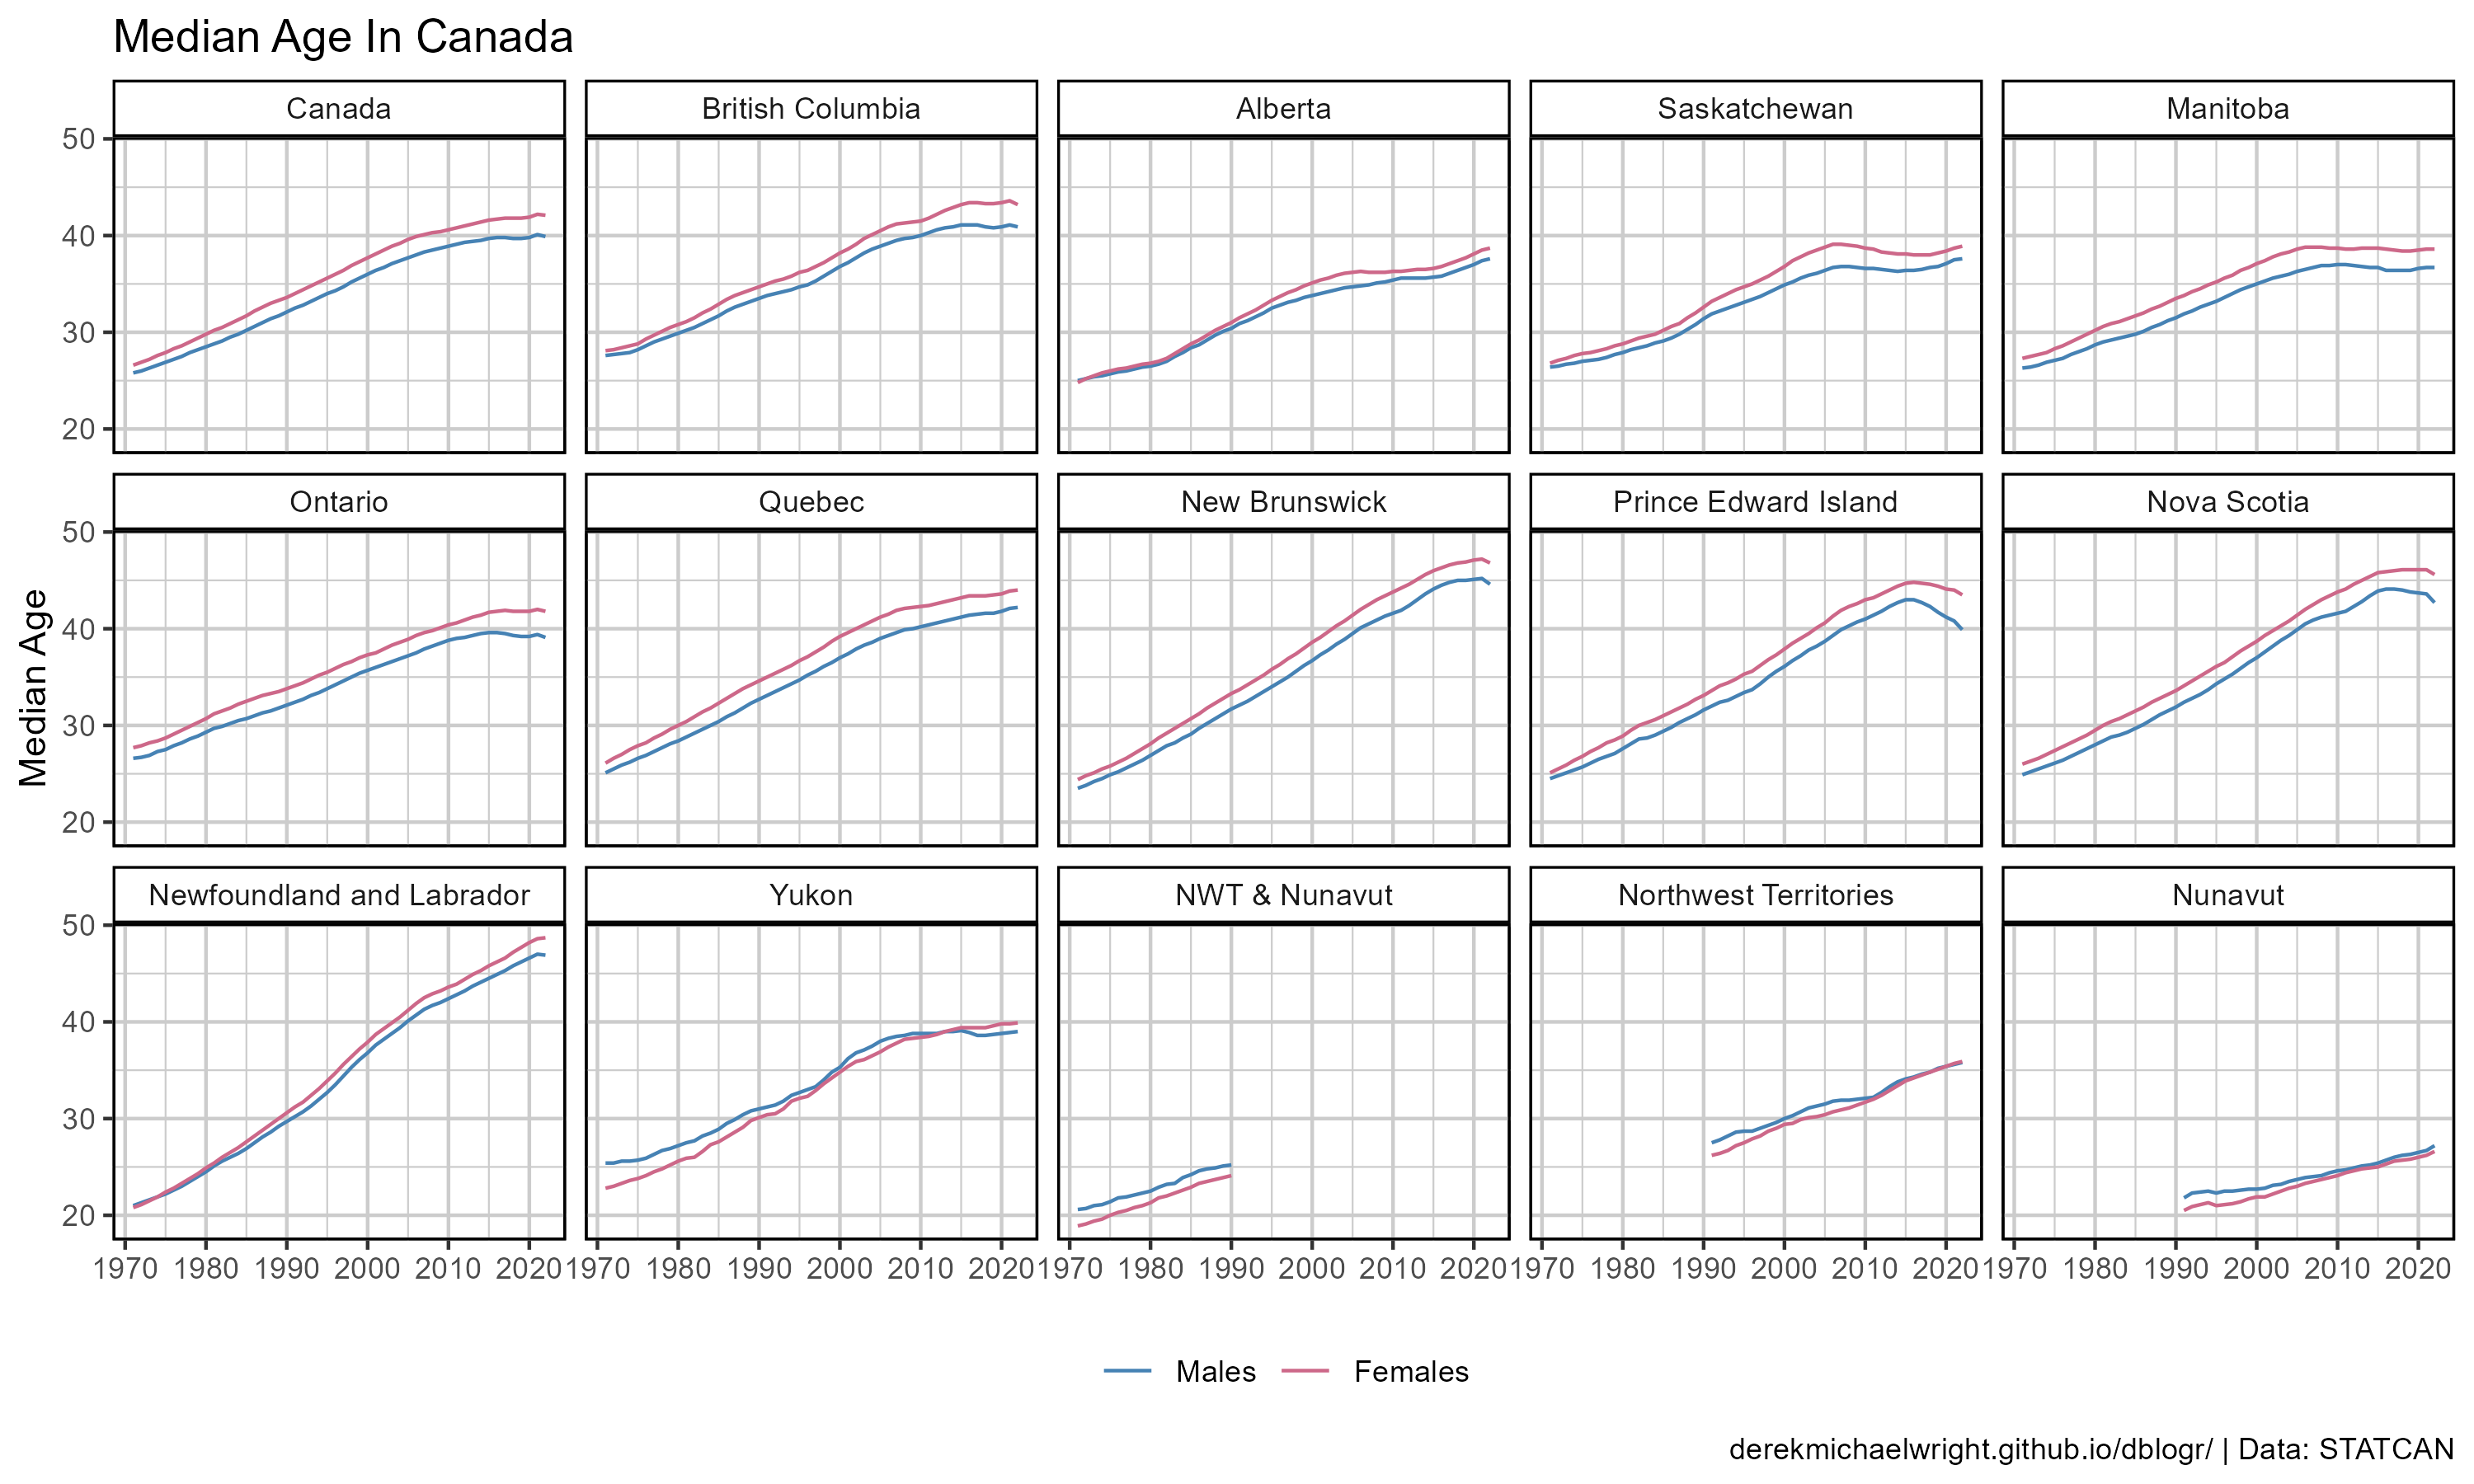 Median Age In Canada
Canada British Columbia Alberta Saskatchewan Manitoba
50
40
30
20
Ontario Quebec New Brunswick Prince Edward Island Nova Scotia
50
40
30
20
Median Age
Newfoundland and Labrador Yukon NWT & Nunavut Northwest Territories Nunavut
50
40
30
20
1970 1980 1990 2000 2010 2020 1970 1980 1990 2000 2010 2020 1970 1980 1990 2000 2010 2020 1970 1980 1990 2000 2010 2020 1970 1980 1990 2000 2010 2020
Males Females
derekmichaelwright.github.io/dblogr/ | Data: STATCAN